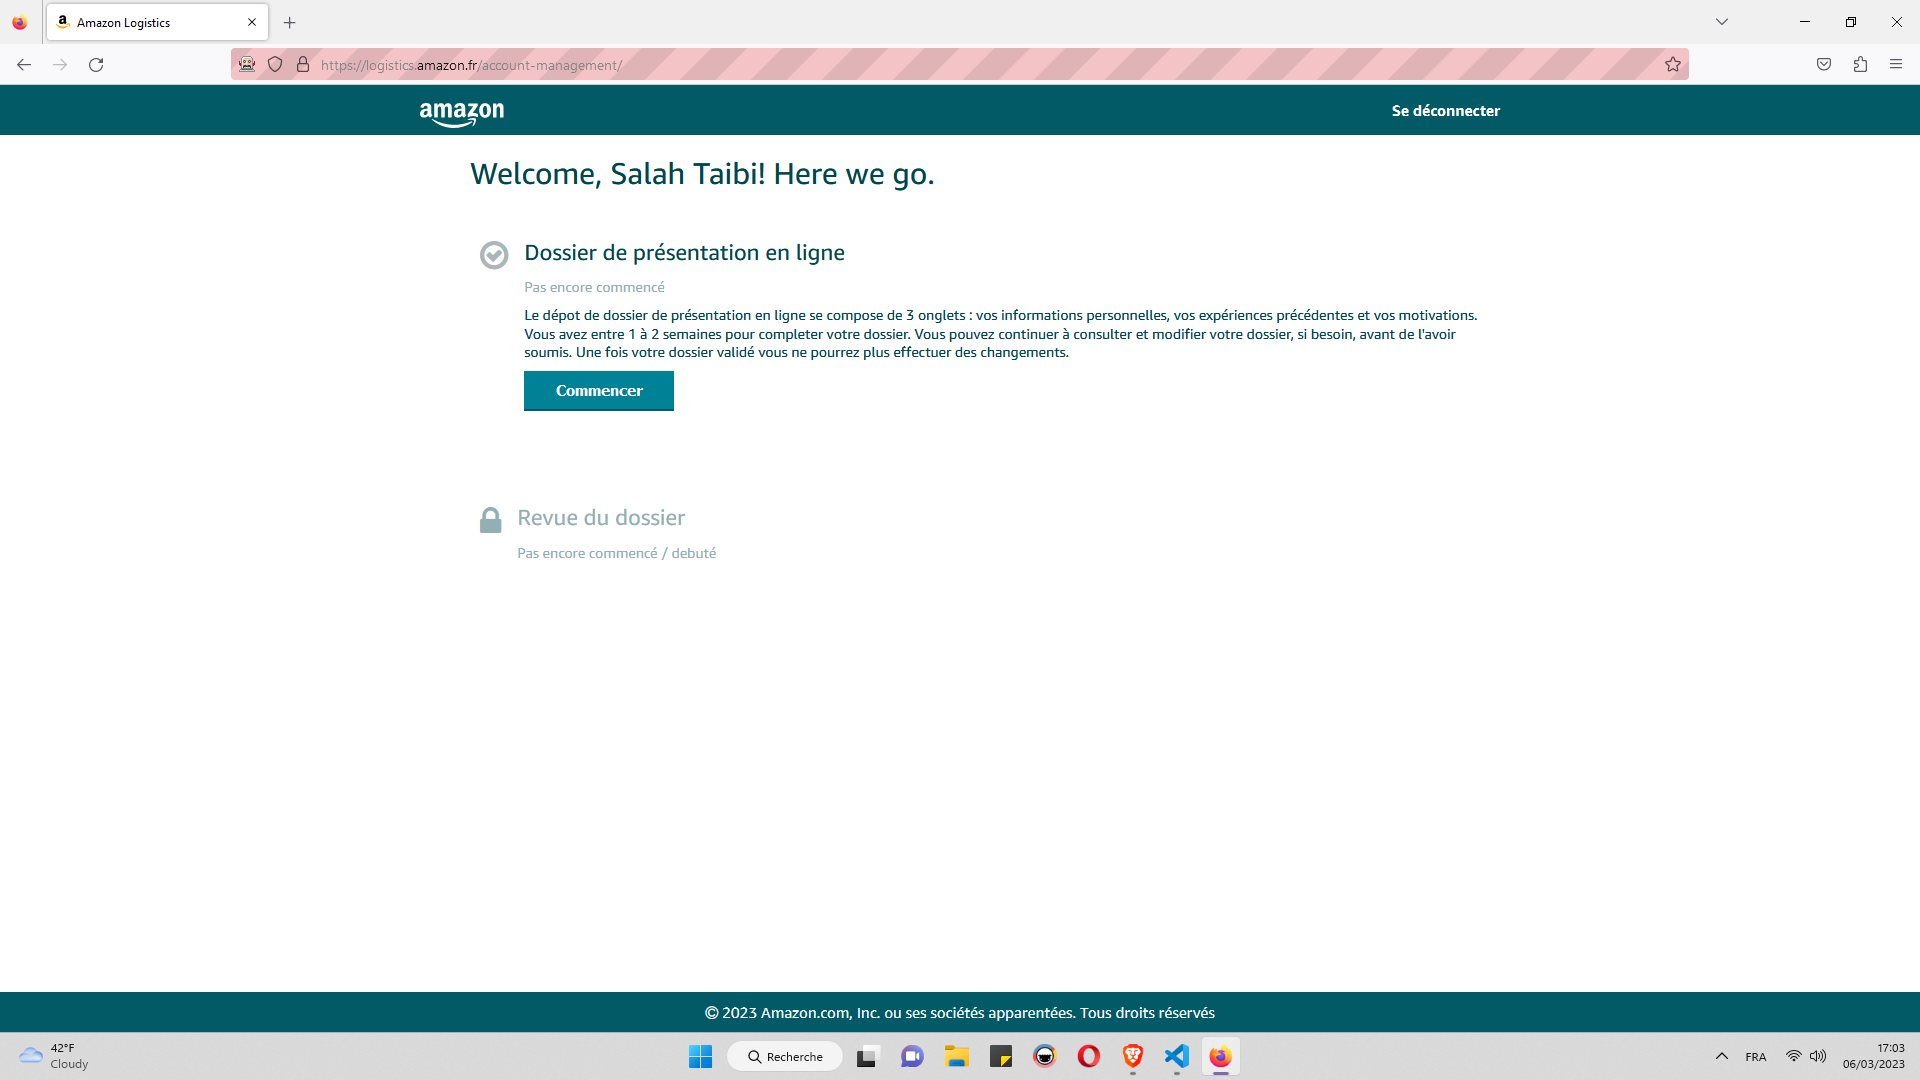 Amazon Logistics
https://logistics.amazon.fr/account-management/
amazon
Se déconnecter
Welcome, Salah Taibi! Here we go.
Dossier de présentation en ligne
Pas encore commencé
Le dépot de dossier de présentation en ligne se compose de 3 onglets : vos informations personnelles, vos expériences précédentes et vos motivations.
Vous avez entre 1 à 2 semaines pour completer votre dossier. Vous pouvez continuer à consulter et modifier votre dossier, si besoin, avant de l'avoir
soumis. Une fois votre dossier validé vous ne pourrez plus effectuer des changements.
Commencer
Revue du dossier
Pas encore commencé / debuté
© 2023 Amazon.com, Inc. ou ses sociétés apparentées. Tous droits réservés
42°F
Cloudy
Recherche
FRA
17:03
06/03/2023